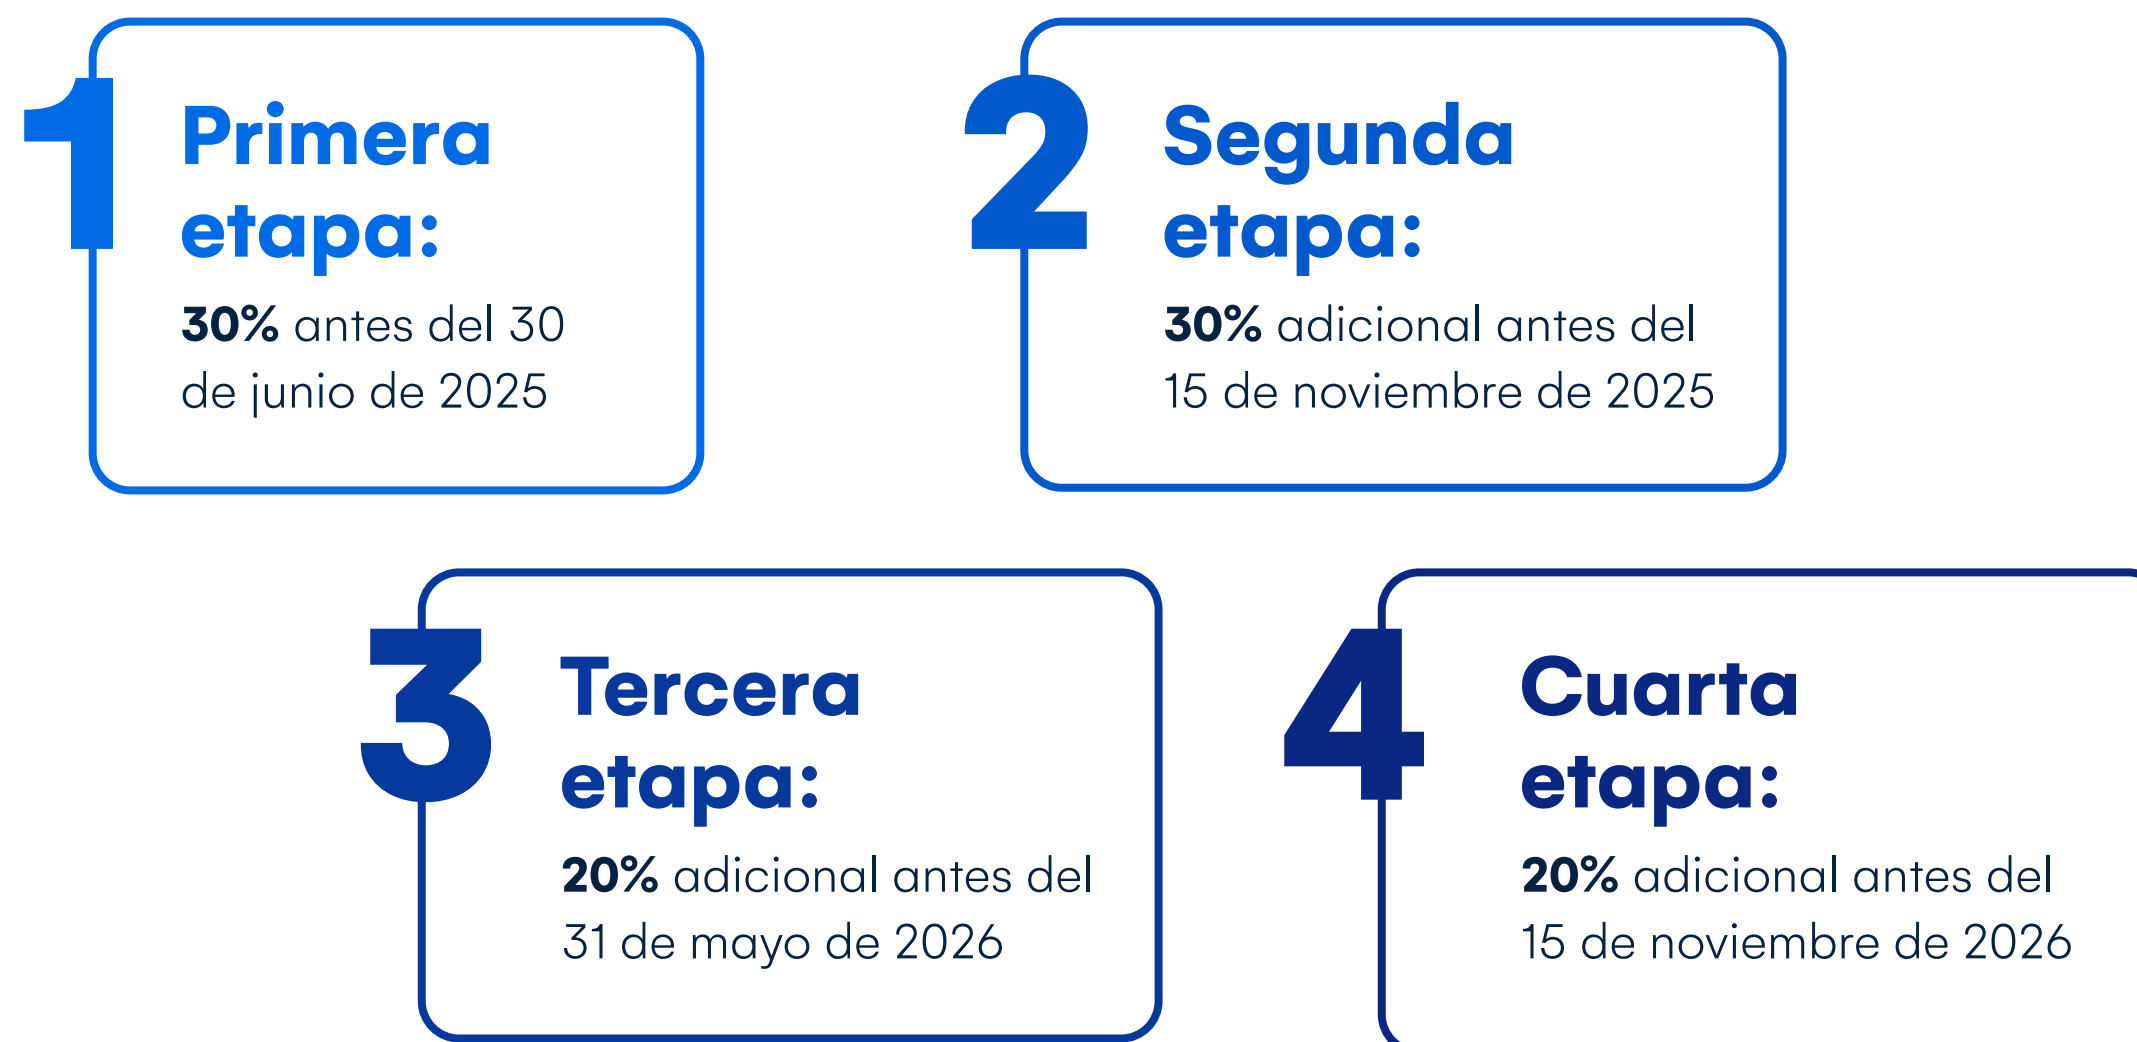 1
Primera
etapa:
30% antes del 30
de junio de 2025
2
Segunda
etapa:
30% adicional antes del
15 de noviembre de 2025
3
Tercera
etapa:
20% adicional antes del
31 de mayo de 2026
4
Cuarta
etapa:
20% adicional antes del
15 de noviembre de 2026